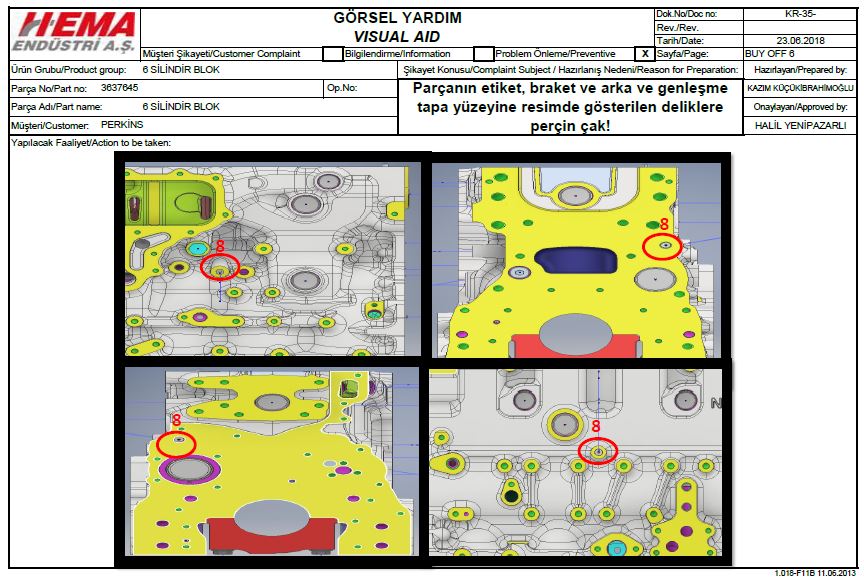 HEMA
ENDÜSTRİ A.Ş.
GÖRSEL YARDIM
VISUAL AID
Dok.No/Doc no: KR-35-
Rev./Rev.
Tarih/Date: 23.06.2018
Müşteri Şikayeti/Customer Complaint Bilgilendirme/Information Problem Önleme/Preventive X Sayfa/Page: BUY OFF 6
Ürün Grubu/Product group: 6 SİLİNDİR BLOK
Şikayet Konusu/Complaint Subject / Hazırlanış Nedeni/Reason for Preparation:
Hazırlayan/Prepared by:
Parça No/Part no: 3637645 Op.No:
Parçanın etiket, braket ve arka ve genleşme
tapa yüzeyine resimde gösterilen deliklere
perçin çak!
KAZIM KÜÇÜKİBRAHİMOĞLU
Parça Adı/Part name: 6 SİLİNDİR BLOK
Onaylayan/Approved by:
Müşteri/Customer: PERKİNS
HALİL YENİPAZARLI
Yapılacak Faaliyet/Action to be taken:
8
8
8
8
N
1.018-F11B 11.06.2013